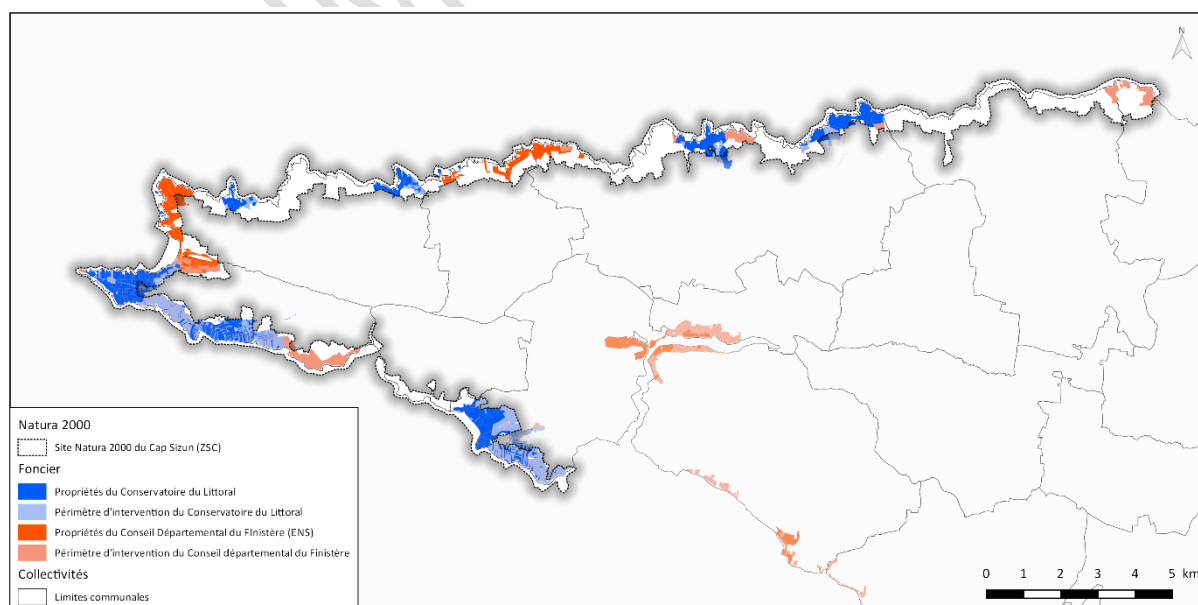 N
Natura 2000
Site Natura 2000 du Cap Sizun (ZSC)
Foncier
Propriétés du Conservatoire du Littoral
Périmètre d'intervention du Conservatoire du Littoral
Propriétés du Conseil Départemental du FInistère (ENS)
Périmètre d'intervention du Conseil départemental du Finistère
Collectivités
Limites communales
0 1 2 3 4 5 km